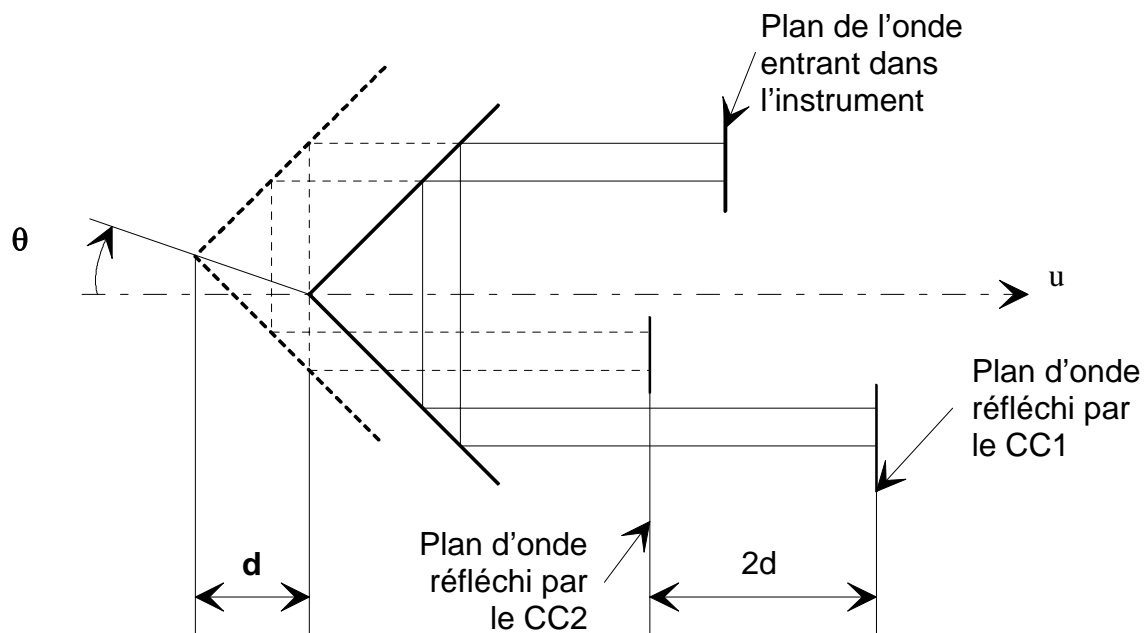 Plan de l’onde
entrant dans
l’instrument
θ
u
Plan d’onde
réfléchi par
le CC1
Plan d’onde
réfléchi par
le CC2
d
2d